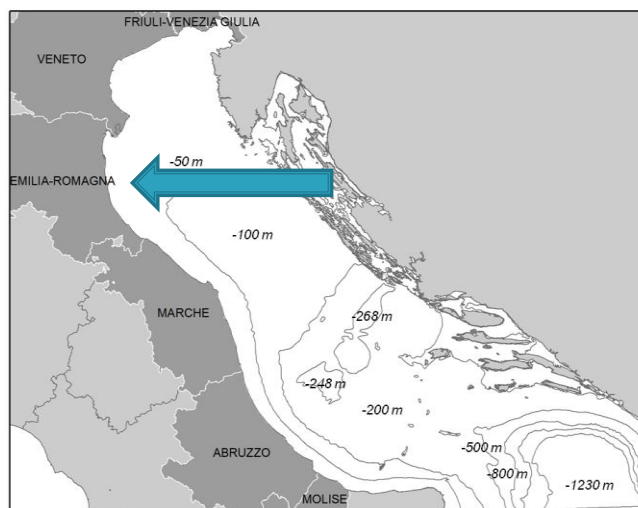 FRIULI-VENEZIA GIULIA
VENETO
-50 m
EMILIA-ROMAGNA
-100 m
MARCHE
-268 m
-248 m
-200 m
-500 m
ABRUZZO
-800 m
-1230 m
MOLISE